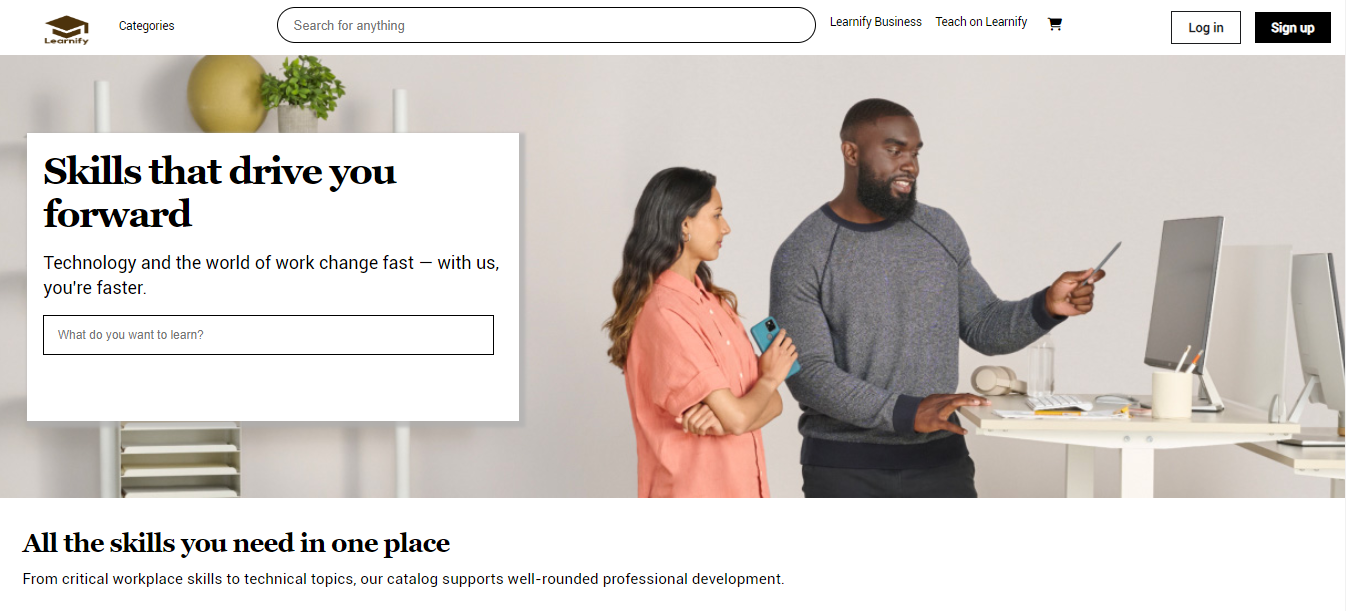 Learnify
Categories
Search for anything
Learnify Business
Teach on Learnify
Log in
Sign up
Skills that drive you
forward
Technology and the world of work change fast — with us,
you're faster.
What do you want to learn?
All the skills you need in one place
From critical workplace skills to technical topics, our catalog supports well-rounded professional development.